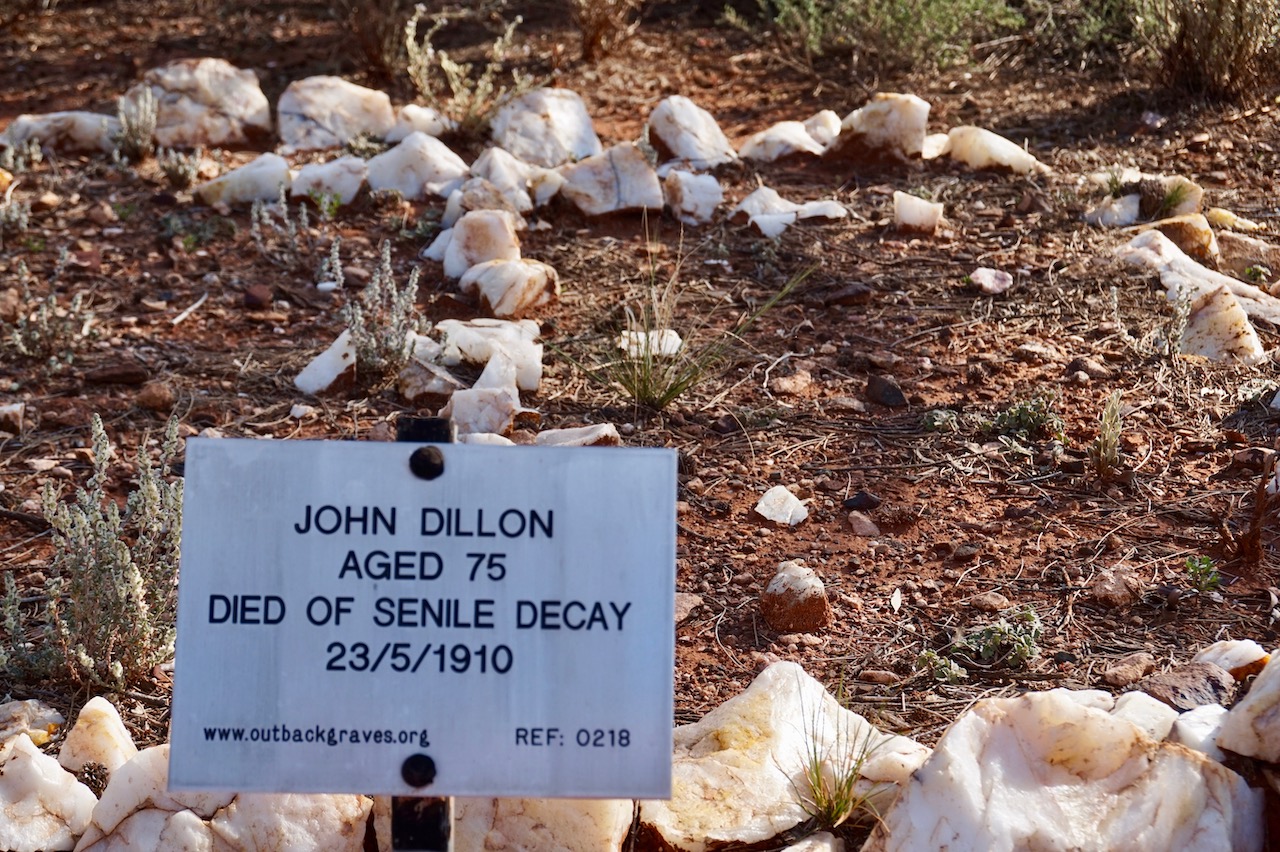 JOHN DILLON
AGED 75
DIED OF SENILE DECAY
23/5/1910
www.outbackgraves.org REF: 0218